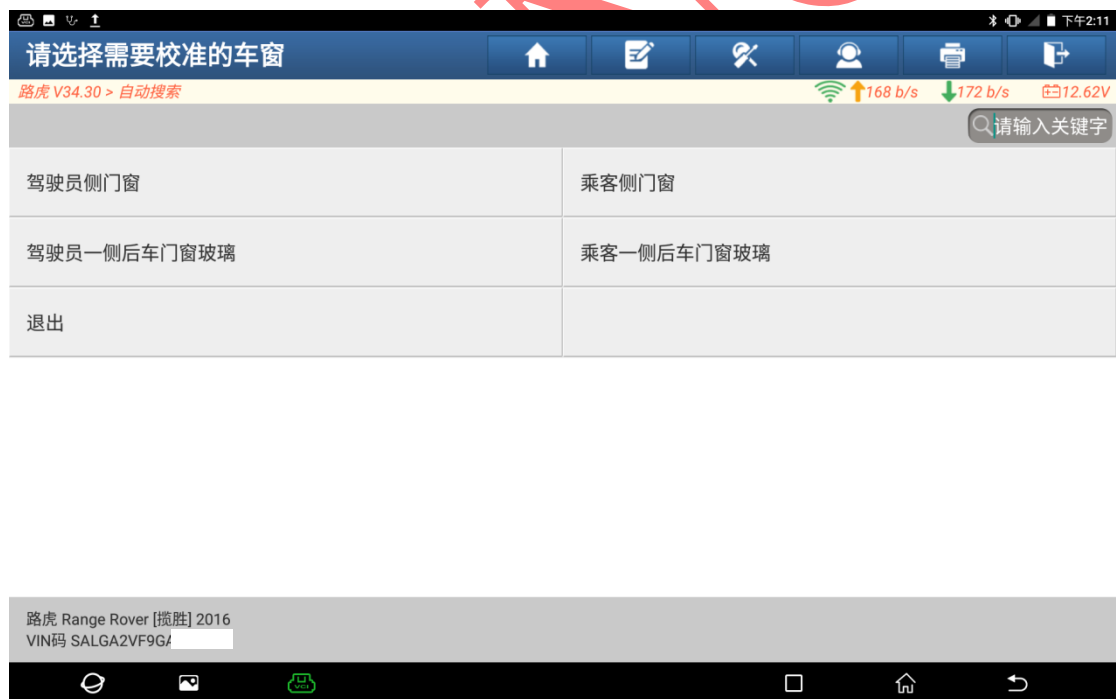 下午2:11
请选择需要校准的车窗
路虎 V34.30 > 自动搜索
168 b/s 172 b/s 12.62V
请输入关键字
驾驶员侧门窗 乘客侧门窗
驾驶员一侧后车门窗玻璃 乘客一侧后车门窗玻璃
退出
路虎 Range Rover [揽胜] 2016
VIN码 SALGA2VF9GA
VCI